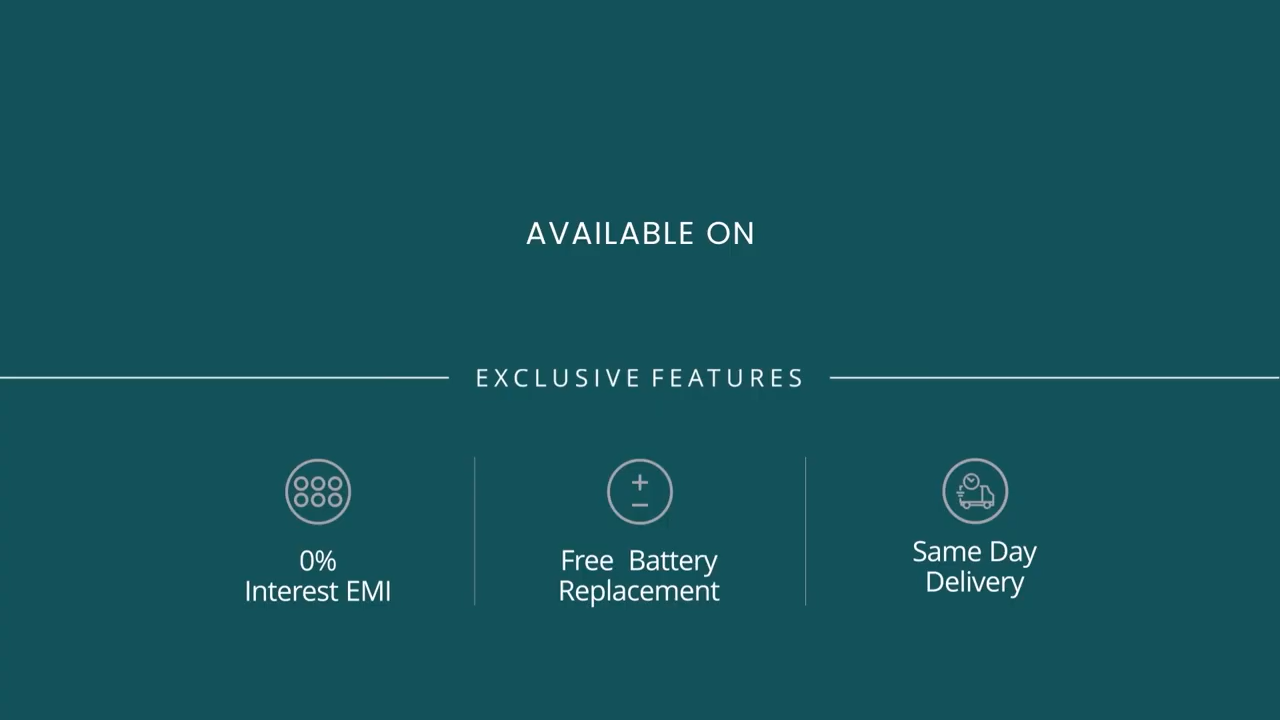 AVAILABLE ON
EXCLUSIVE FEATURES
0%
Interest EMI
Free Battery
Replacement
Same Day
Delivery